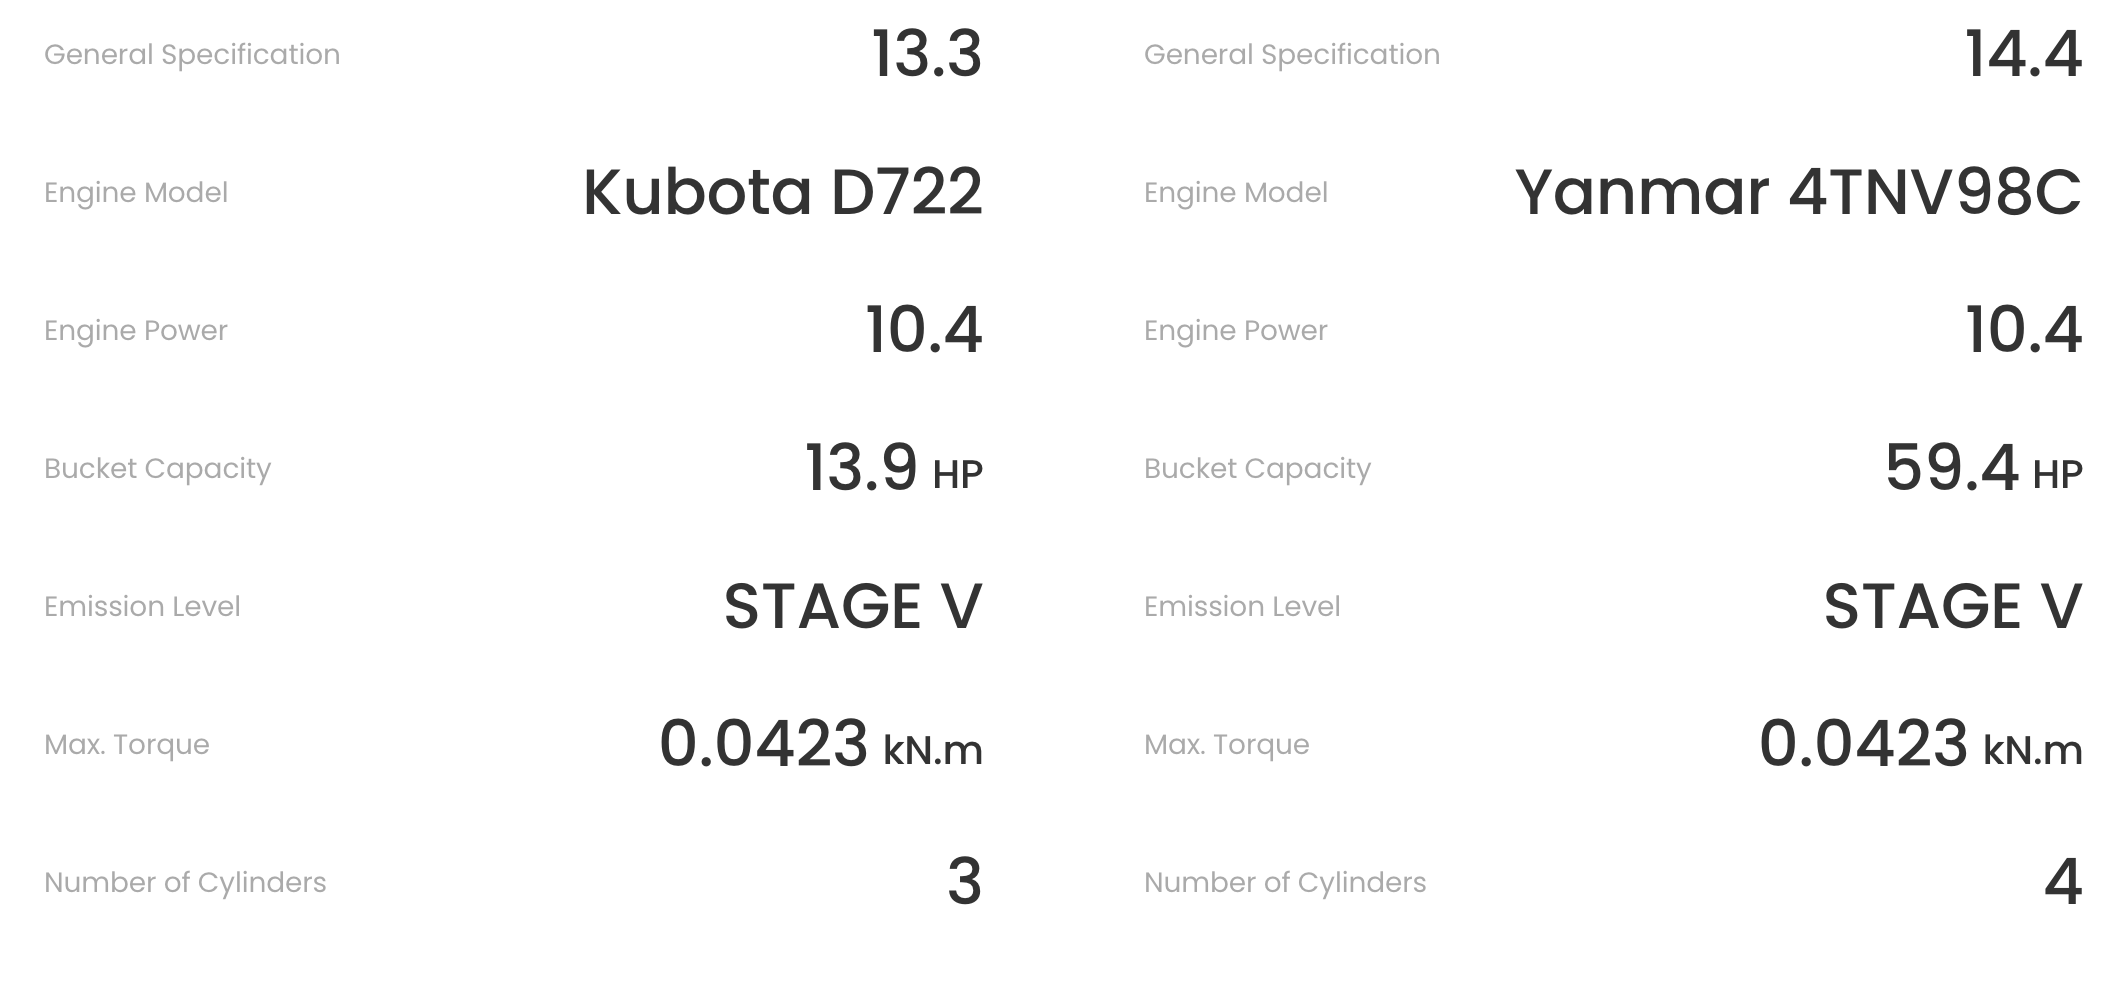 General Specification 13.3
Engine Model Kubota D722
Engine Power 10.4
Bucket Capacity 13.9 HP
Emission Level STAGE V
Max. Torque 0.0423 kN.m
Number of Cylinders 3
General Specification 14.4
Engine Model Yanmar 4TNV98C
Engine Power 10.4
Bucket Capacity 59.4 HP
Emission Level STAGE V
Max. Torque 0.0423 kN.m
Number of Cylinders 4